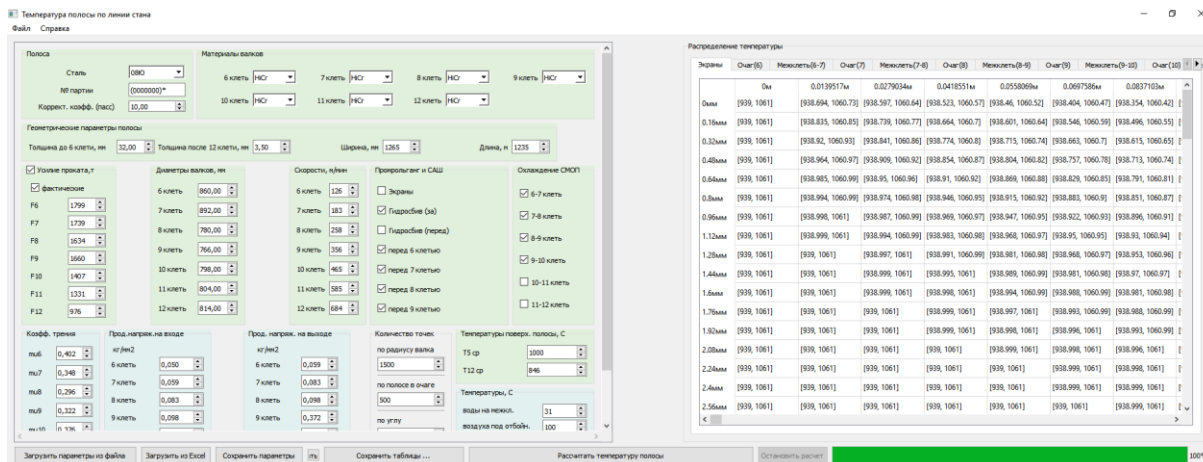 Температура полосы по линии стана
Файл Справка
Полоса
Сталь 08Ю
№ партии (0000000)*
Коррект. коэфф. (пасс) 10,00
Материалы валков
6 клеть HiCr 7 клеть HiCr 8 клеть HiCr 9 клеть HiCr
10 клеть HiCr 11 клеть HiCr 12 клеть HiCr
Геометрические параметры полосы
Толщина до 6 клети, мм 32,00 Толщина после 12 клети, мм 3,50 Ширина, мм 1265 Длина, м 1235
Усилие проката,т
фактические
F6 1799
F7 1739
F8 1634
F9 1660
F10 1407
F11 1331
F12 976
Диаметры валков, мм
6 клеть 860,00
7 клеть 892,00
8 клеть 780,00
9 клеть 766,00
10 клеть 798,00
11 клеть 804,00
12 клеть 814,00
Скорости, м/мин
6 клеть 126
7 клеть 183
8 клеть 258
9 клеть 356
10 клеть 465
11 клеть 585
12 клеть 684
Промрольганг и САШ
Экраны
Гидросбив (за)
Гидросбив (перед)
перед 6 клетью
перед 7 клетью
перед 8 клетью
перед 9 клетью
Охлаждение СМОП
6-7 клеть
7-8 клеть
8-9 клеть
9-10 клеть
10-11 клеть
11-12 клеть
Коэфф. трения
mu6 0,402
mu7 0,348
mu8 0,296
mu9 0,322
mu10 0,376
Прод.напряж.на входе
кг/мм2
6 клеть 0,050
7 клеть 0,059
8 клеть 0,083
9 клеть 0,098
Прод. напряж. на выходе
кг/мм2
6 клеть 0,059
7 клеть 0,083
8 клеть 0,098
9 клеть 0,372
Количество точек
по радиусу валка
1500
по полосе в очаге
500
по углу
Температуры поверх. полосы, С
T5 ср 1000
T12 ср 846
Температуры, С
воды на межкл. 31
воздуха под отбойн. 100
Загрузить параметры из файла Загрузить из Excel Сохранить параметры Сохранить таблицы ... Рассчитать температуру полосы Остановить расчет 100%
Распределение температуры
Экраны Очаг(6) Межклеть(6-7) Очаг(7) Межклеть(7-8) Очаг(8) Межклеть(8-9) Очаг(9) Межклеть(9-10) Очаг(10)
0м 0.0139517м 0.0279034м 0.0418551м 0.0558069м 0.0697586м 0.0837103м
0мм [939, 1061] [938.694, 1060.73] [938.597, 1060.64] [938.523, 1060.57] [938.46, 1060.52] [938.404, 1060.47] [938.354, 1060.42]
0.16мм [939, 1061] [938.835, 1060.85] [938.739, 1060.77] [938.664, 1060.7] [938.601, 1060.64] [938.546, 1060.59] [938.496, 1060.55]
0.32мм [939, 1061] [938.92, 1060.93] [938.841, 1060.86] [938.774, 1060.8] [938.715, 1060.74] [938.663, 1060.7] [938.615, 1060.65]
0.48мм [939, 1061] [938.964, 1060.97] [938.909, 1060.92] [938.854, 1060.87] [938.804, 1060.82] [938.757, 1060.78] [938.713, 1060.74]
0.64мм [939, 1061] [938.985, 1060.99] [938.95, 1060.96] [938.91, 1060.92] [938.869, 1060.88] [938.829, 1060.85] [938.791, 1060.81]
0.8мм [939, 1061] [938.994, 1060.99] [938.974, 1060.98] [938.946, 1060.95] [938.915, 1060.92] [938.883, 1060.9] [938.851, 1060.87]
0.96мм [939, 1061] [938.998, 1061] [938.987, 1060.99] [938.969, 1060.97] [938.947, 1060.95] [938.922, 1060.93] [938.896, 1060.91]
1.12мм [939, 1061] [938.999, 1061] [938.994, 1060.99] [938.983, 1060.98] [938.968, 1060.97] [938.95, 1060.95] [938.93, 1060.94]
1.28мм [939, 1061] [939, 1061] [938.997, 1061] [938.991, 1060.99] [938.981, 1060.98] [938.968, 1060.97] [938.953, 1060.96]
1.44мм [939, 1061] [939, 1061] [938.999, 1061] [938.995, 1061] [938.989, 1060.99] [938.981, 1060.98] [938.97, 1060.97]
1.6мм [939, 1061] [939, 1061] [938.999, 1061] [938.998, 1061] [938.994, 1060.99] [938.988, 1060.99] [938.981, 1060.98]
1.76мм [939, 1061] [939, 1061] [939, 1061] [938.999, 1061] [938.997, 1061] [938.993, 1060.99] [938.988, 1060.99]
1.92мм [939, 1061] [939, 1061] [939, 1061] [938.999, 1061] [938.998, 1061] [938.996, 1061] [938.993, 1060.99]
2.08мм [939, 1061] [939, 1061] [939, 1061] [939, 1061] [938.999, 1061] [938.998, 1061] [938.996, 1061]
2.24мм [939, 1061] [939, 1061] [939, 1061] [939, 1061] [939, 1061] [938.999, 1061] [938.998, 1061]
2.4мм [939, 1061] [939, 1061] [939, 1061] [939, 1061] [939, 1061] [938.999, 1061] [938.999, 1061]
2.56мм [939, 1061] [939, 1061] [939, 1061] [939, 1061] [939, 1061] [939, 1061] [938.999, 1061]